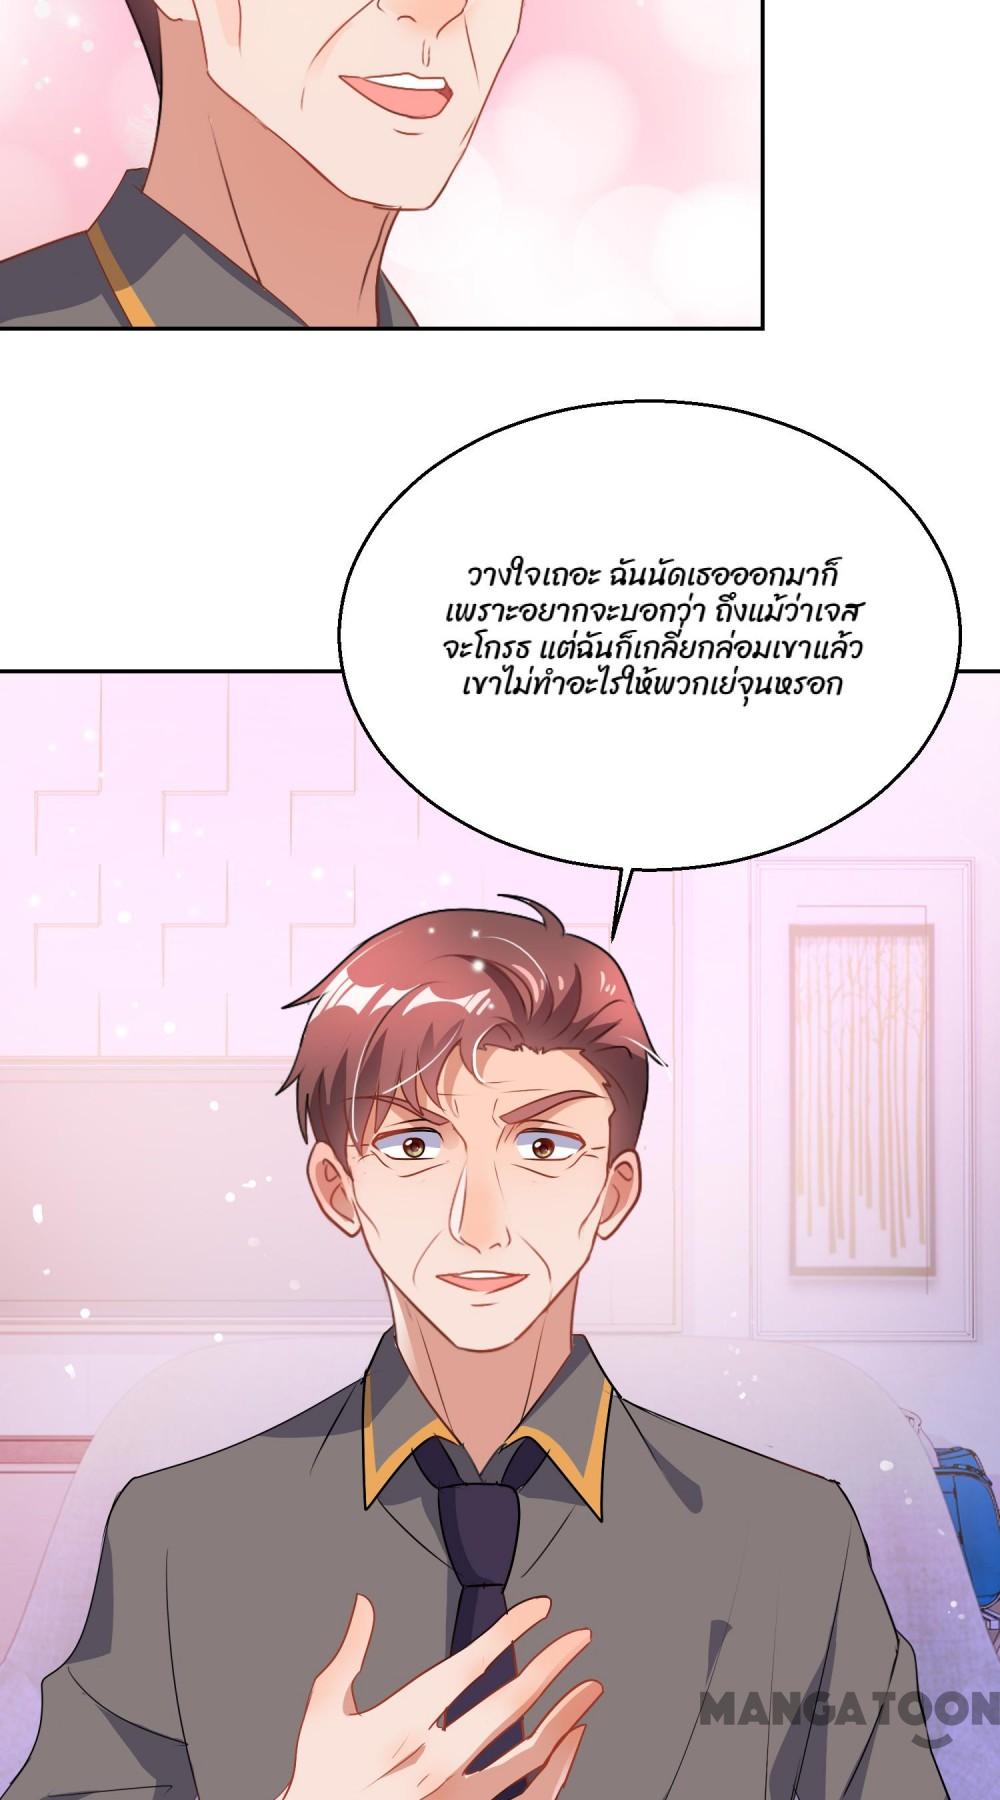 วางใจเถอะ ฉันนัดเธอออกมาก็
เพราะอยากจะบอกว่า ถึงแม้ว่าเจส
จะโกรธ แต่ฉันก็เกลี่ยกล่อมเขาแล้ว
เขาไม่ทำอะไรให้พวกเย่จุนหรอก
MANGATOON